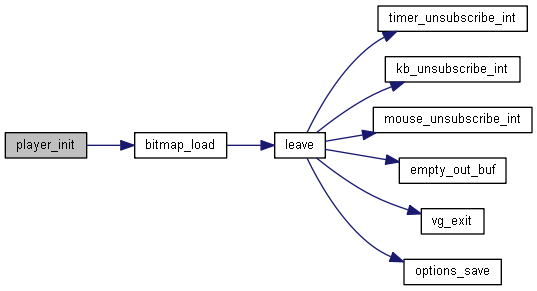 timer_unsubscribe_int
kb_unsubscribe_int
player_init
bitmap_load
leave
mouse_unsubscribe_int
empty_out_buf
vg_exit
options_save